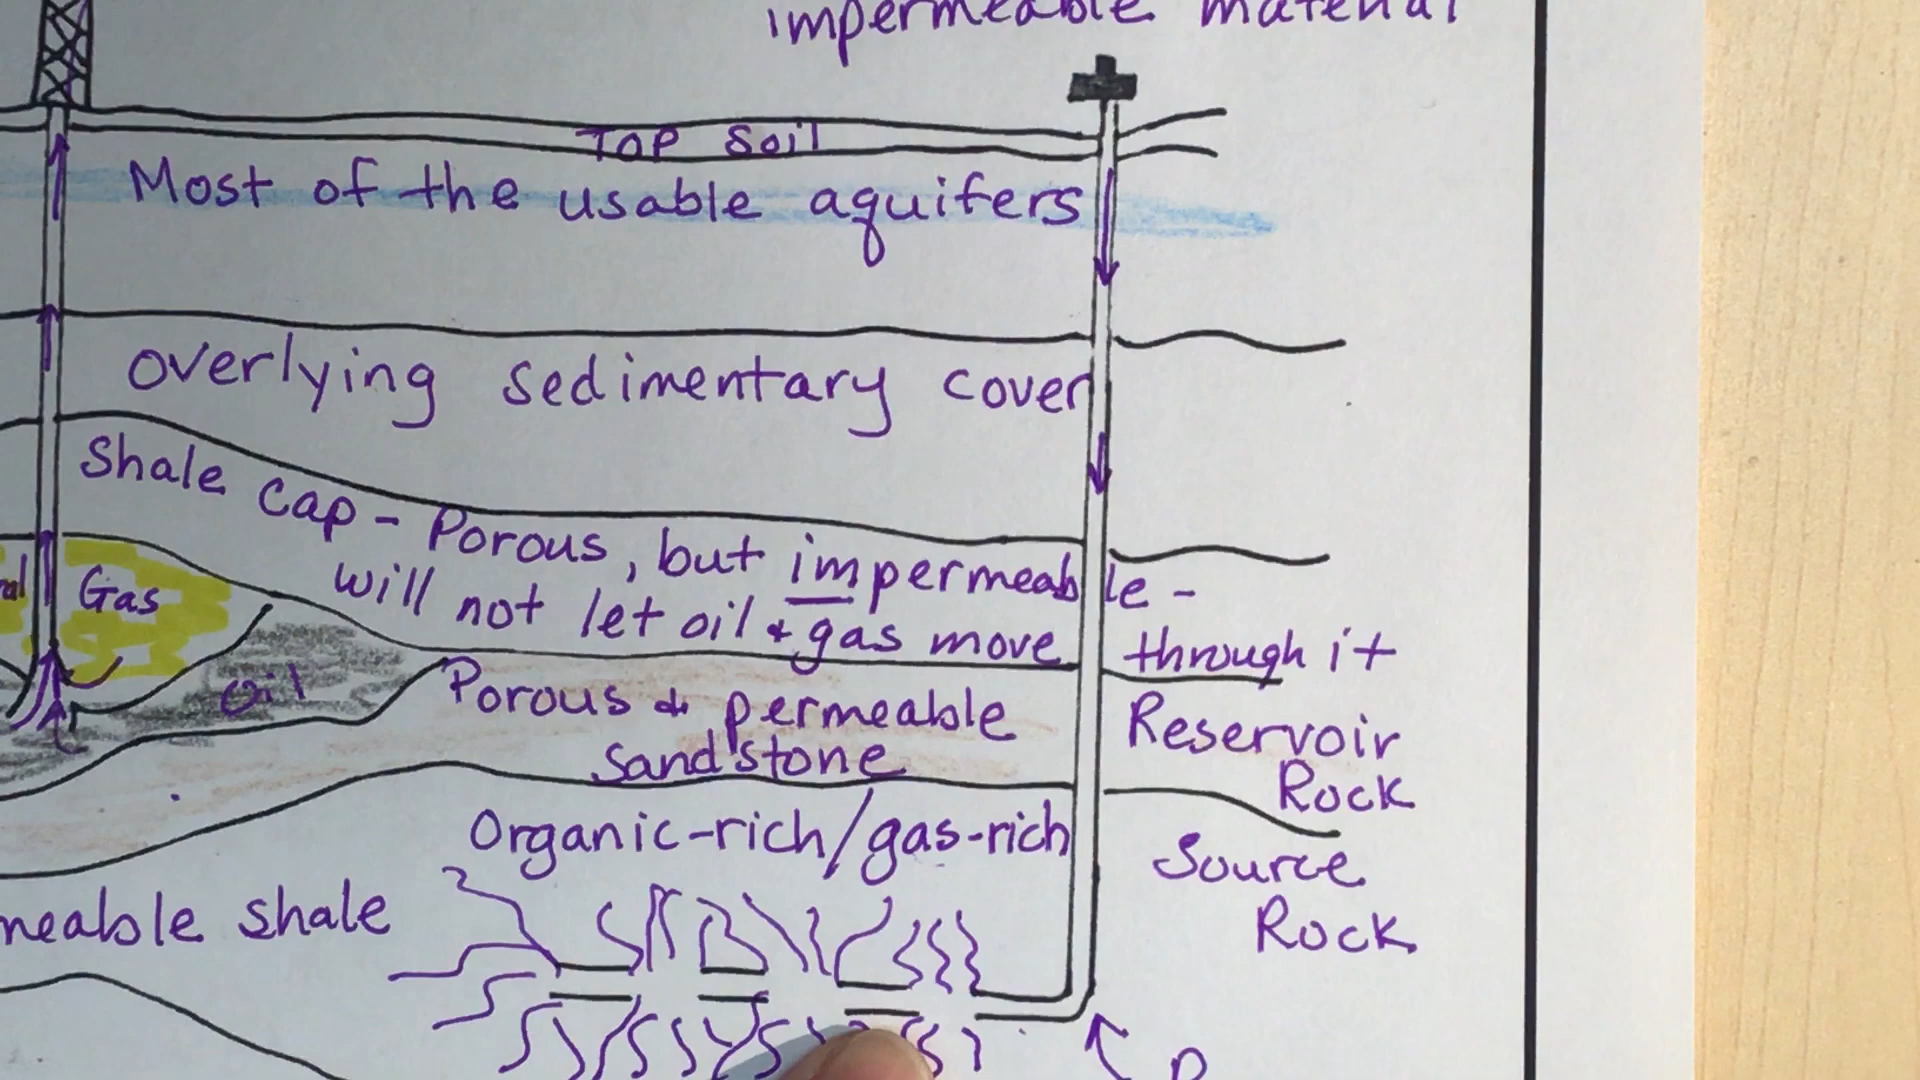 impermeable material
Top Soil
Most of the usable aquifers
overlying sedimentary cover
Shale cap - Porous, but impermeable -
will not let oil & gas move through it
Gas
oil
Porous & permeable
sandstone
Reservoir
Rock
Organic-rich/gas-rich
Source
Rock
meable shale